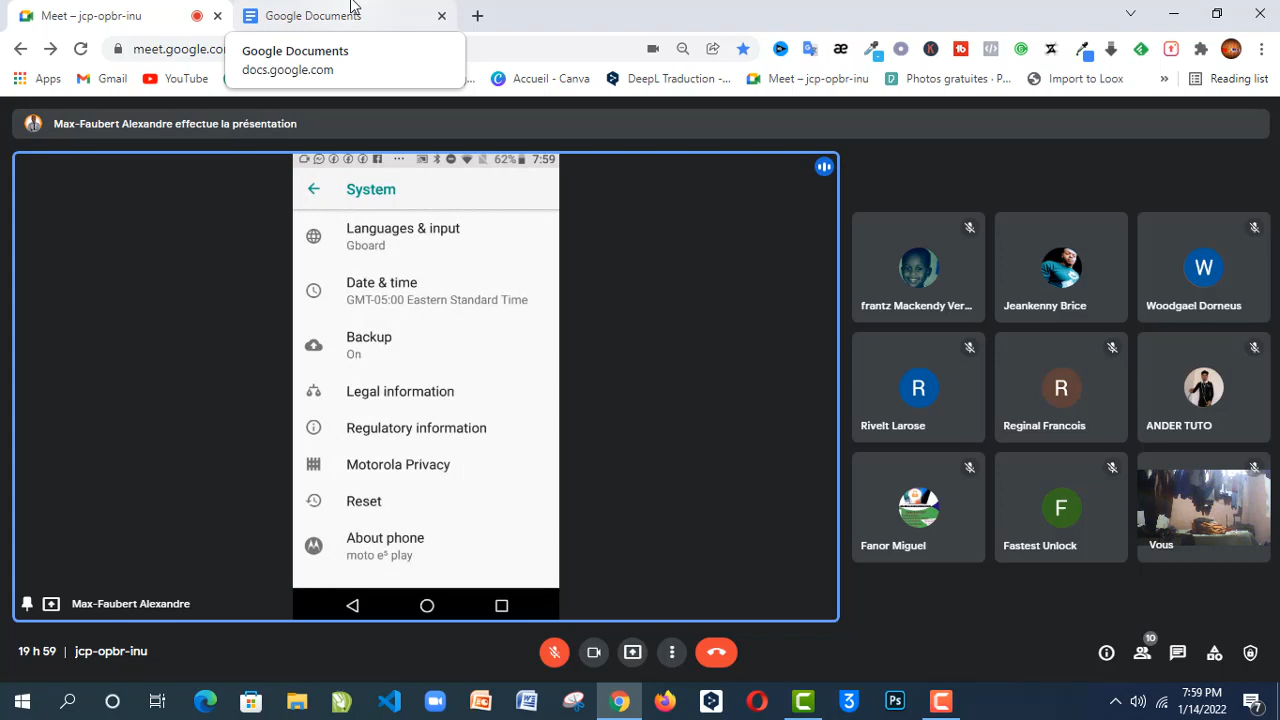 Meet – jcp-opbr-inu
Google Documents
meet.google.co
Google Documents
docs.google.com
Apps
Gmail
YouTube
Accueil - Canva
DeepL Traduction -...
Meet – jcp-opbr-inu
Photos gratuites · P...
Import to Loox
»
Reading list
Max-Faubert Alexandre effectue la présentation
62%
7:59
System
Languages & input
Gboard
Date & time
GMT-05:00 Eastern Standard Time
Backup
On
Legal information
Regulatory information
Motorola Privacy
Reset
About phone
moto e⁵ play
frantz Mackendy Ver...
Jeankenny Brice
W
Woodgael Dorneus
R
Rivelt Larose
R
Reginal Francois
ANDER TUTO
Fanor Miguel
F
Fastest Unlock
Vous
Max-Faubert Alexandre
19 h 59 | jcp-opbr-inu
10
7:59 PM
1/14/2022
7